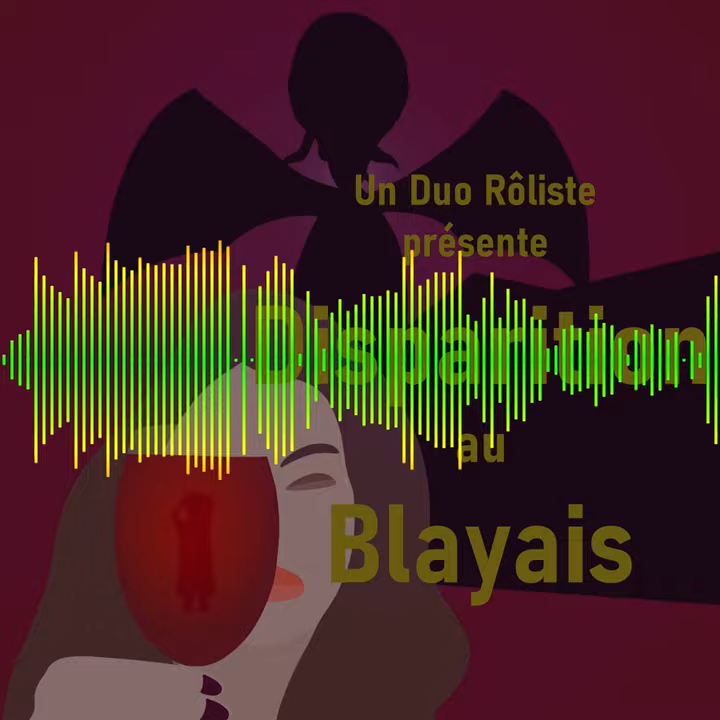 Un Duo Rôliste
présente
Disparition
au
Blayais